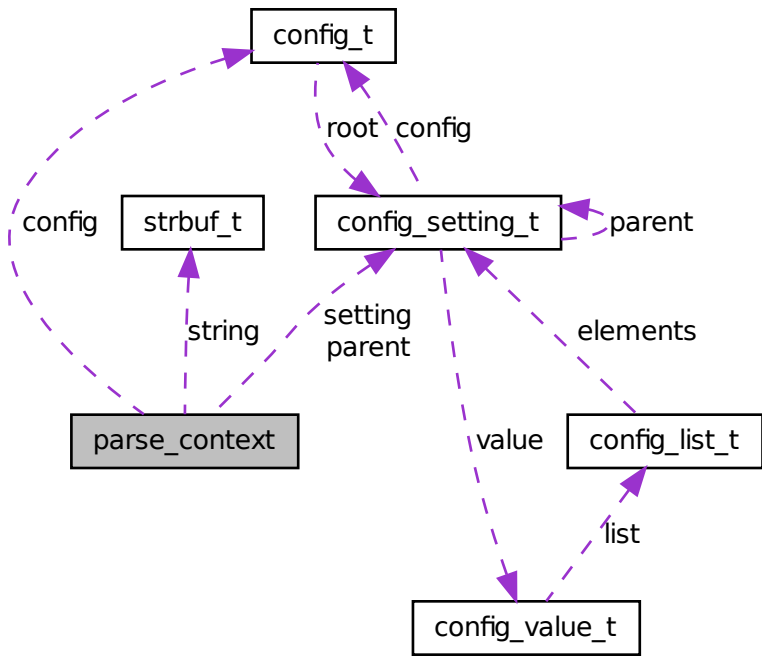 config_t
root
config
config
strbuf_t
config_setting_t
parent
string
setting
parent
elements
parse_context
value
config_list_t
list
config_value_t